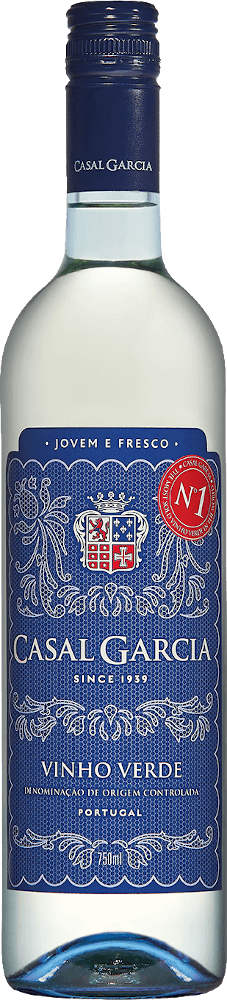 CASAL GARCIA
· JOVEM E FRESCO ·
Nº1
CASAL GARCIA
SINCE 1939
VINHO VERDE
DENOMINAÇÃO DE ORIGEM CONTROLADA
PORTUGAL
750ml